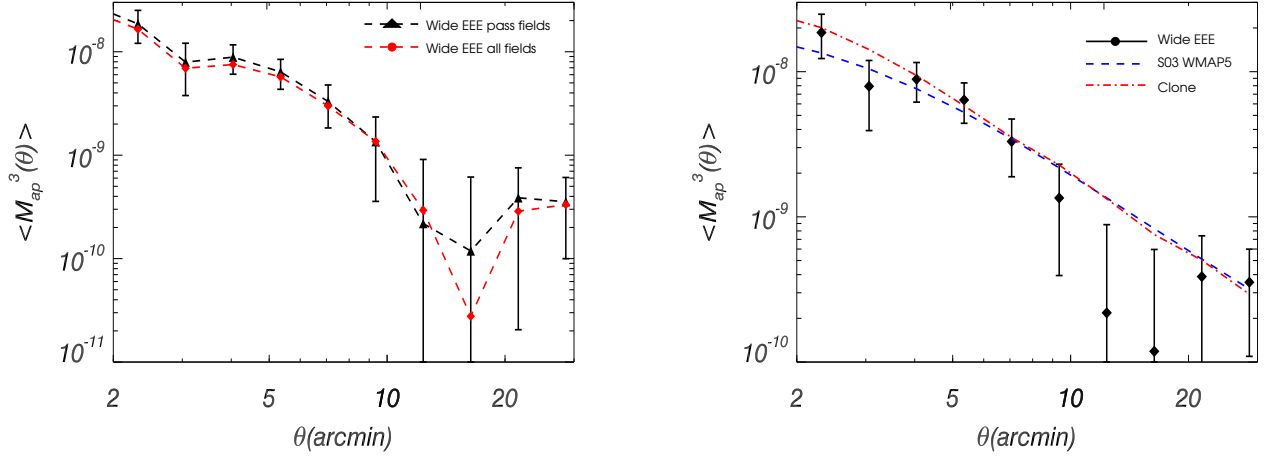 Wide EEE pass fields
Wide EEE all fields
10^-8
10^-9
10^-10
10^-11
<M_ap^3(θ)>
2 5 10 20
θ(arcmin)
Wide EEE
S03 WMAP5
Clone
10^-8
10^-9
10^-10
<M_ap^3(θ)>
2 5 10 20
θ(arcmin)